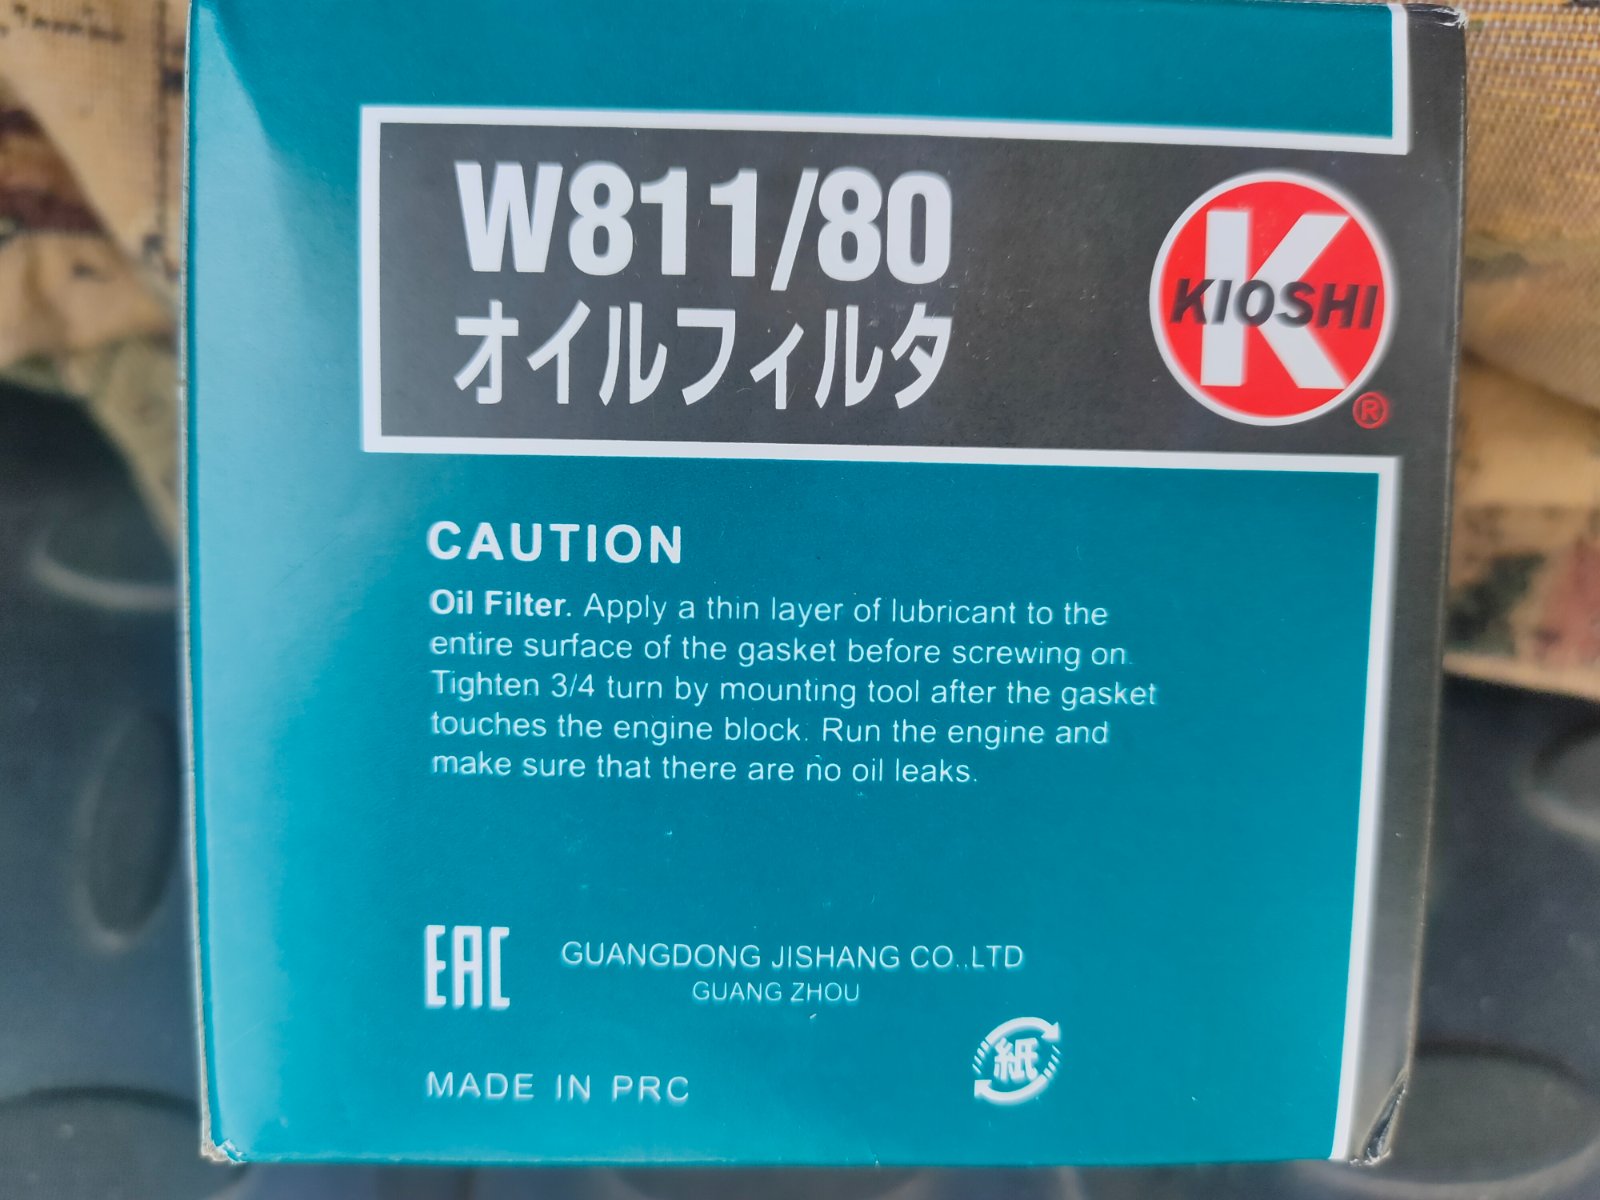 W811/80
オイルフィルタ
K
KIOSHI
®
CAUTION
Oil Filter. Apply a thin layer of lubricant to the
entire surface of the gasket before screwing on.
Tighten 3/4 turn by mounting tool after the gasket
touches the engine block. Run the engine and
make sure that there are no oil leaks.
EAC
GUANGDONG JISHANG CO.,LTD
GUANG ZHOU
紙
MADE IN PRC